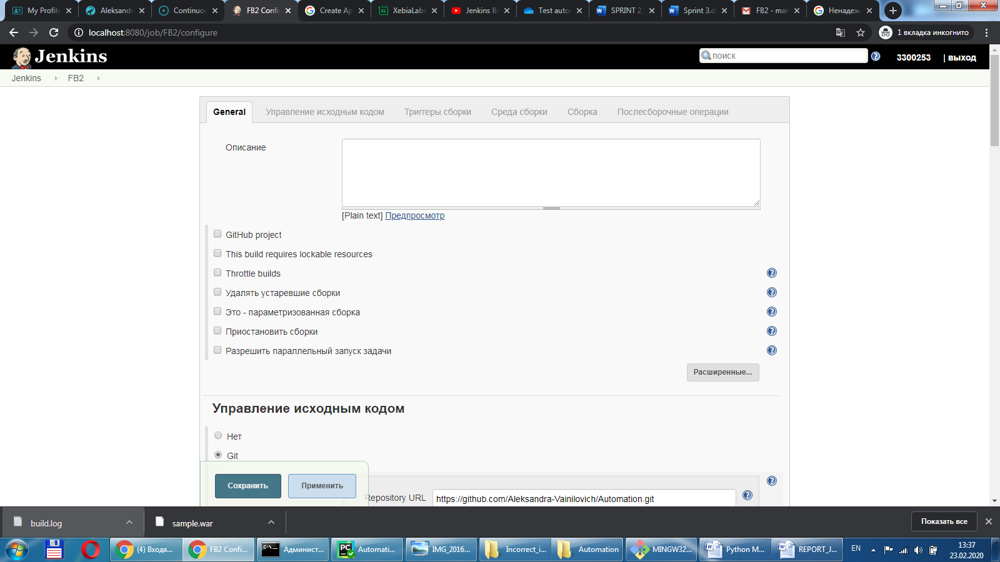 My Profile
Aleksandr
Continuou
FB2 Confi
Create Ap
XebiaLabs
Jenkins Be
Test autor
SPRINT 2.
Sprint 3.d
FB2 - mal
Ненадежн
localhost:8080/job/FB2/configure
1 вкладка инкогнито
Jenkins
поиск
3300253
| выход
Jenkins
FB2
General
Управление исходным кодом
Триггеры сборки
Среда сборки
Сборка
Послесборочные операции
Описание
[Plain text] Предпросмотр
GitHub project
This build requires lockable resources
Throttle builds
Удалять устаревшие сборки
Это - параметризованная сборка
Приостановить сборки
Разрешить параллельный запуск задачи
Расширенные...
Управление исходным кодом
Нет
Git
Сохранить
Применить
Repository URL
https://github.com/Aleksandra-Vainilovich/Automation.git
build.log
sample.war
Показать все
(4) Входя...
FB2 Confi...
Админист...
Automati...
IMG_2016...
Incorrect_i...
Automation
MINGW32...
Python M...
REPORT_J...
EN
13:37
23.02.2020